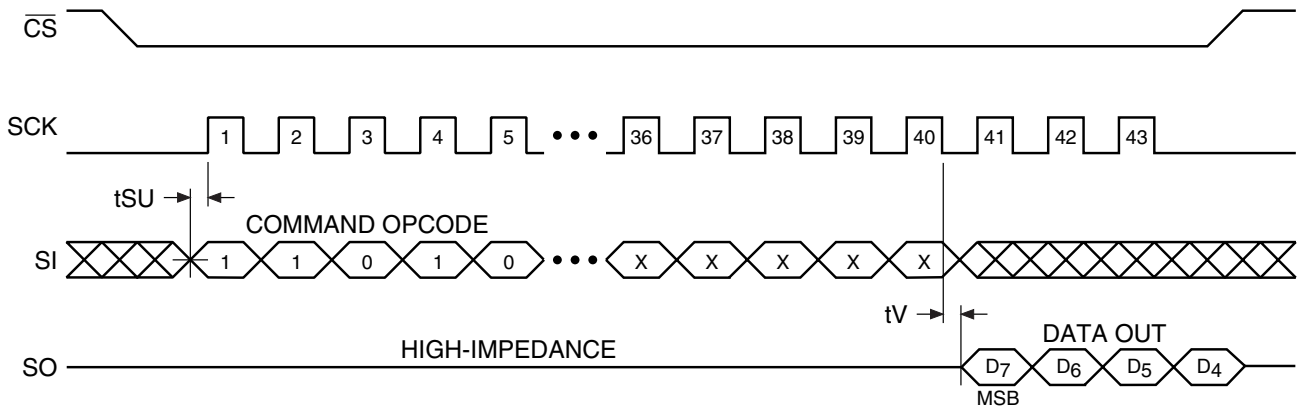 CS
SCK 1 2 3 4 5 ••• 36 37 38 39 40 41 42 43
tSU
COMMAND OPCODE
SI 1 1 0 1 0 ••• X X X X X
tV
HIGH-IMPEDANCE DATA OUT
SO D7 D6 D5 D4
MSB